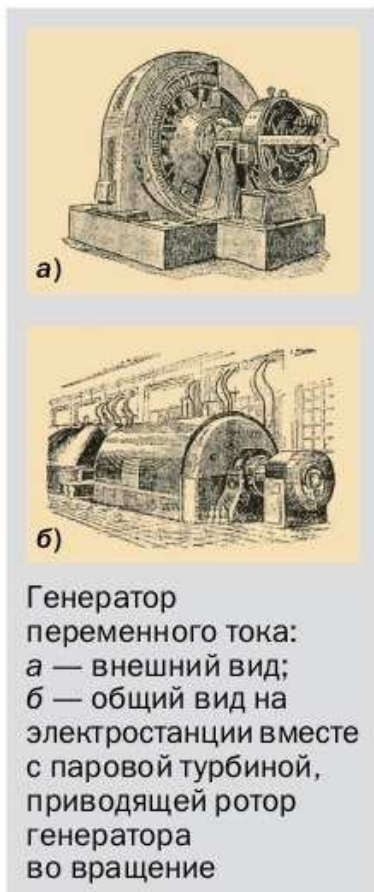 а)
б)
Генератор
переменного тока:
а — внешний вид;
б — общий вид на
электростанции вместе
с паровой турбиной,
приводящей ротор
генератора
во вращение